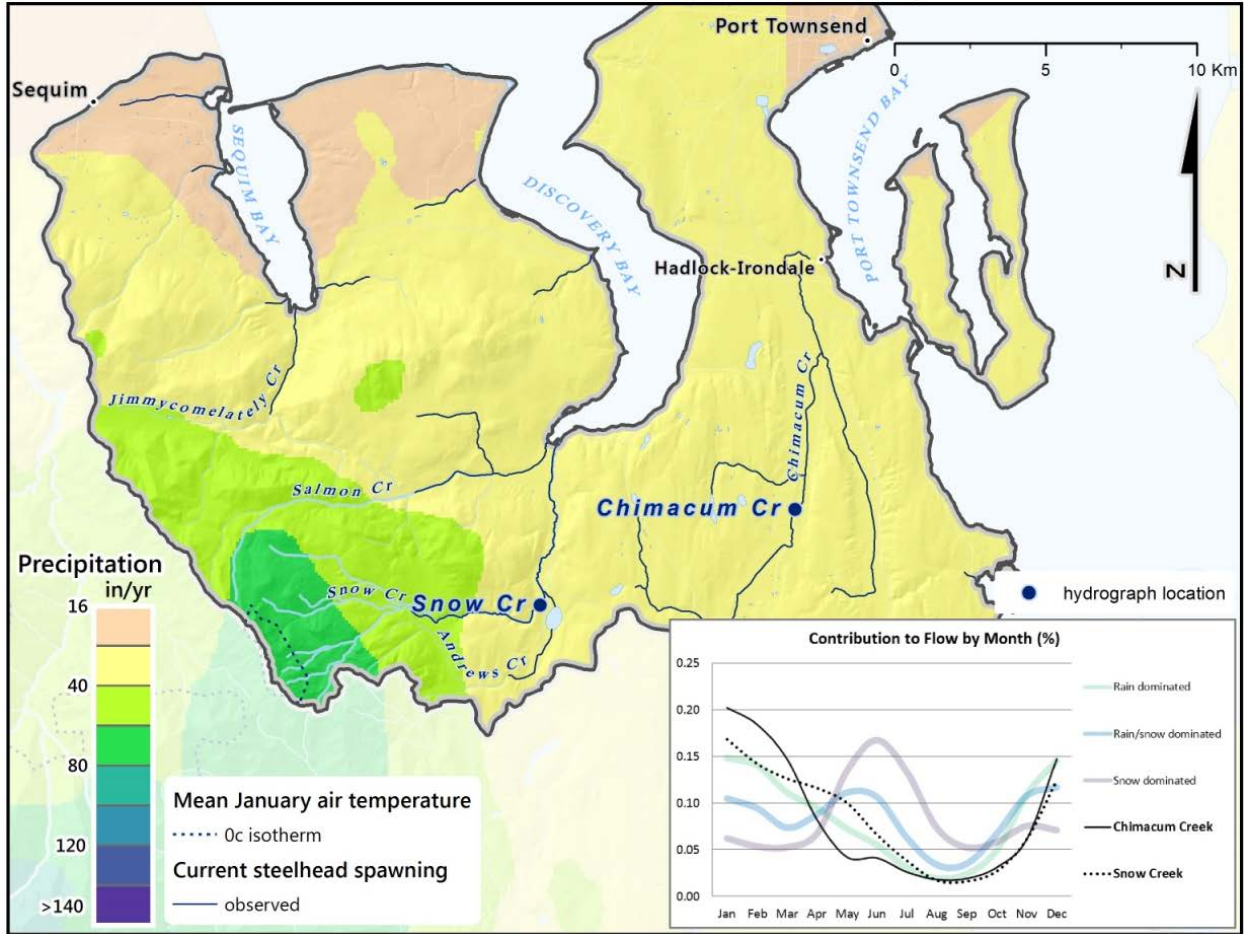 Port Townsend
0 5 10 Km
Sequim
SEQUIM BAY
DISCOVERY BAY
PORT TOWNSEND BAY
N
Hadlock-Irondale
Jimmycomelately Cr
Chimacum Cr
Salmon Cr
Chimacum Cr
Snow Cr
Snow Cr
Andrews Cr
Precipitation
in/yr
16
40
80
120
>140
Mean January air temperature
0c isotherm
Current steelhead spawning
observed
hydrograph location
Contribution to Flow by Month (%)
0.25
0.20
0.15
0.10
0.05
0.00
Jan Feb Mar Apr May Jun Jul Aug Sep Oct Nov Dec
Rain dominated
Rain/snow dominated
Snow dominated
Chimacum Creek
Snow Creek